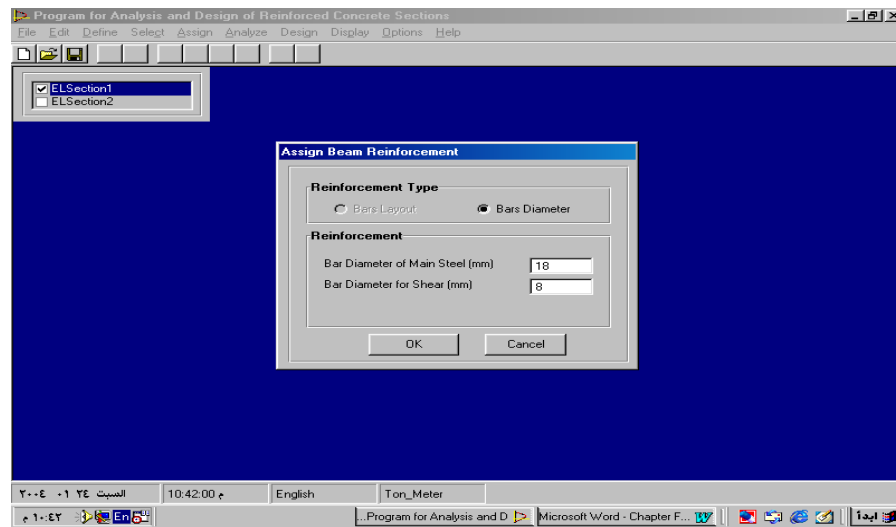 Program for Analysis and Design of Reinforced Concrete Sections
File Edit Define Select Assign Analyze Design Display Options Help
ELSection1
ELSection2
Assign Beam Reinforcement
Reinforcement Type
Bars Layout Bars Diameter
Reinforcement
Bar Diameter of Main Steel (mm) 18
Bar Diameter for Shear (mm) 8
OK Cancel
السبت ٢٤ ٠١ ٢٠٠٤ 10:42:00 م English Ton_Meter
١٠:٤٢ م En ...Program for Analysis and D Microsoft Word - Chapter F... ابدأ